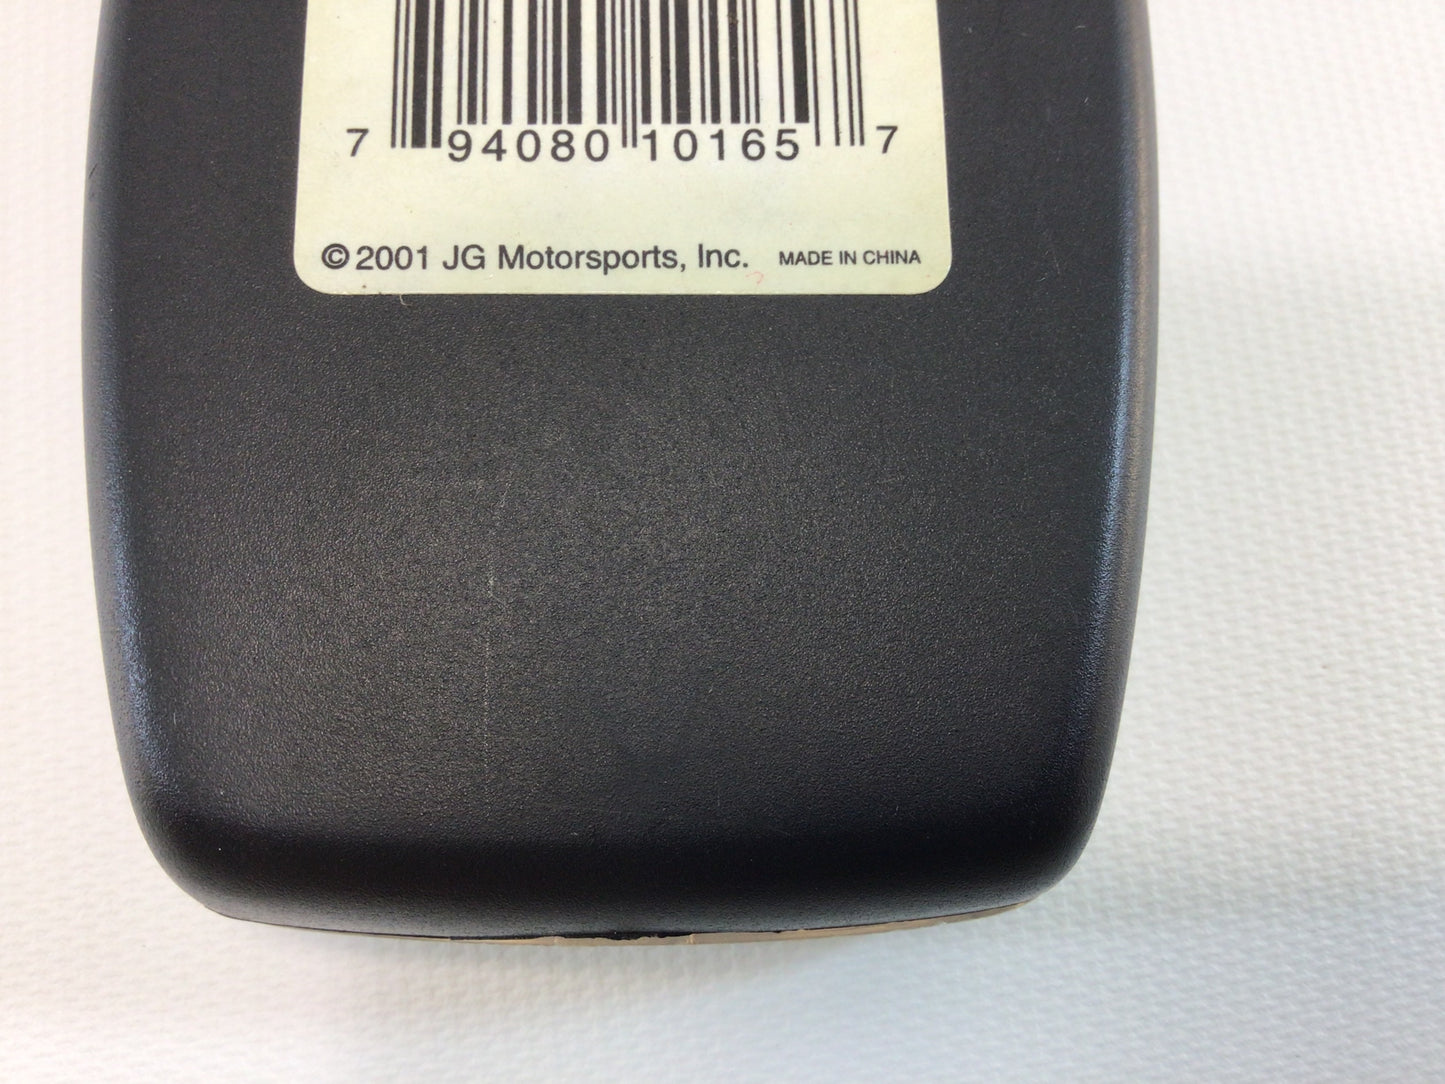 7 94080 10165 7
© 2001 JG Motorsports, Inc. MADE IN CHINA